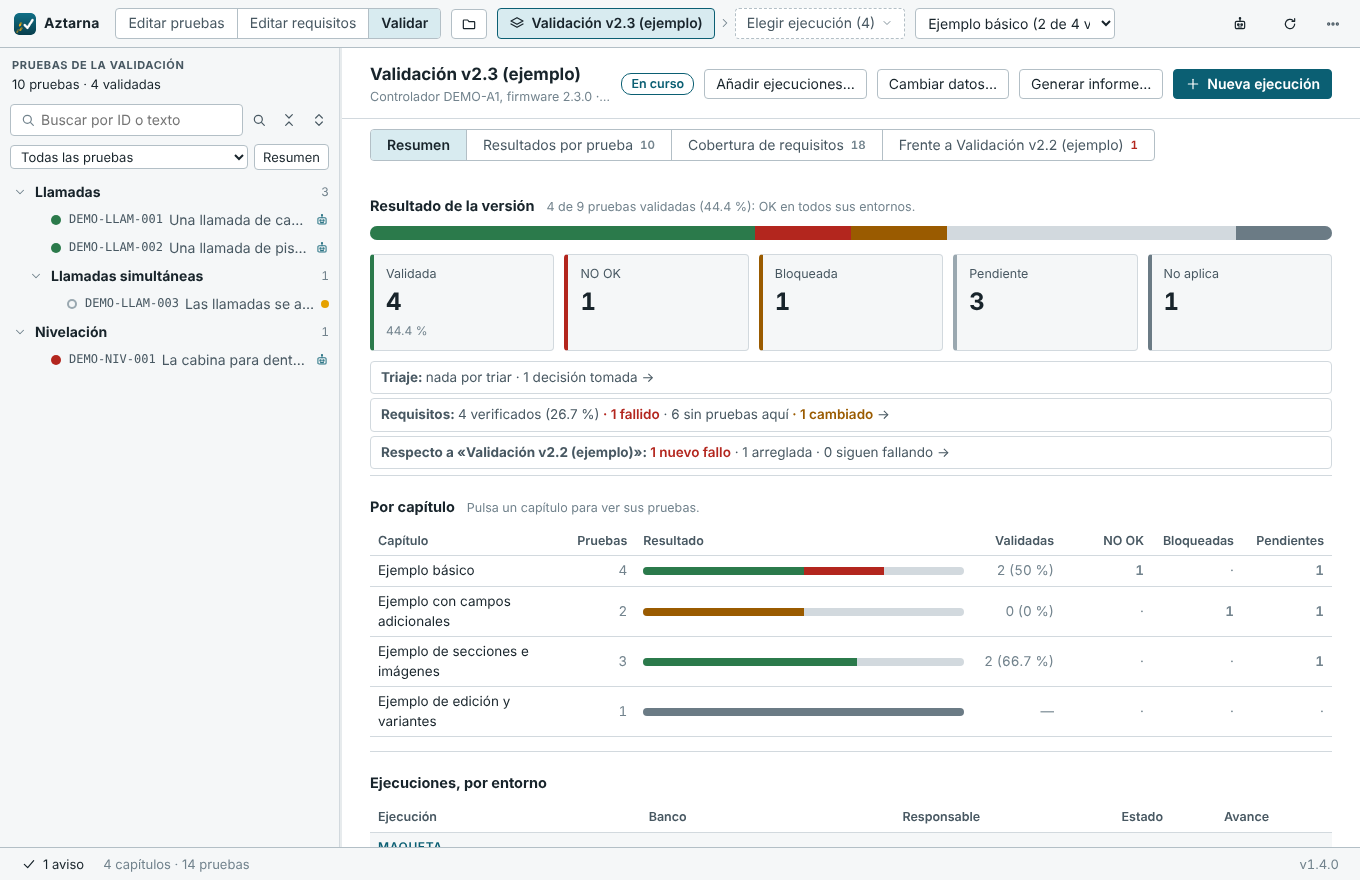 Aztarna
Editar pruebas
Editar requisitos
Validar
Validación v2.3 (ejemplo)
Elegir ejecución (4)
Ejemplo básico (2 de 4 v
PRUEBAS DE LA VALIDACIÓN
10 pruebas · 4 validadas
Buscar por ID o texto
Todas las pruebas
Resumen
Llamadas 3
DEMO-LLAM-001 Una llamada de ca...
DEMO-LLAM-002 Una llamada de pis...
Llamadas simultáneas 1
DEMO-LLAM-003 Las llamadas se a...
Nivelación 1
DEMO-NIV-001 La cabina para dent...
Validación v2.3 (ejemplo)
Controlador DEMO-A1, firmware 2.3.0 ·...
En curso
Añadir ejecuciones...
Cambiar datos...
Generar informe...
Nueva ejecución
Resumen
Resultados por prueba 10
Cobertura de requisitos 18
Frente a Validación v2.2 (ejemplo) 1
Resultado de la versión 4 de 9 pruebas validadas (44.4 %): OK en todos sus entornos.
Validada
4
44.4 %
NO OK
1
Bloqueada
1
Pendiente
3
No aplica
1
Triaje: nada por triar · 1 decisión tomada →
Requisitos: 4 verificados (26.7 %) · 1 fallido · 6 sin pruebas aquí · 1 cambiado →
Respecto a «Validación v2.2 (ejemplo)»: 1 nuevo fallo · 1 arreglada · 0 siguen fallando →
Por capítulo Pulsa un capítulo para ver sus pruebas.
Capítulo Pruebas Resultado Validadas NO OK Bloqueadas Pendientes
Ejemplo básico 4 2 (50 %) 1 · 1
Ejemplo con campos
adicionales 2 0 (0 %) · 1 1
Ejemplo de secciones e
imágenes 3 2 (66.7 %) · · 1
Ejemplo de edición y
variantes 1 — · · ·
Ejecuciones, por entorno
Ejecución Banco Responsable Estado Avance
MAQUETA
1 aviso
4 capítulos · 14 pruebas
v1.4.0